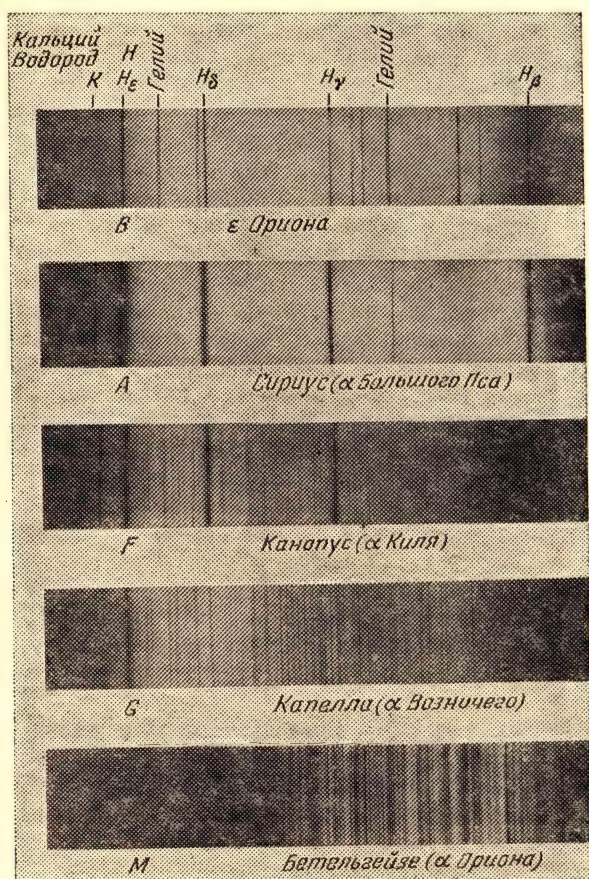 Кальций H
Водород
K Hε Гелий Hδ Hγ Гелий Hβ
B ε Ориона
A Сириус (α Большого Пса)
F Канопус (α Киля)
G Капелла (α Возничего)
M Бетельгейзе (α Ориона)